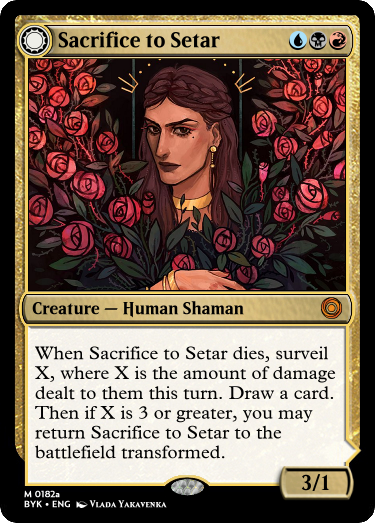 Sacrifice to Setar
Creature — Human Shaman
When Sacrifice to Setar dies, surveil
X, where X is the amount of damage
dealt to them this turn. Draw a card.
Then if X is 3 or greater, you may
return Sacrifice to Setar to the
battlefield transformed.
3/1
M 0182a
BYK • ENG Vlada Yakavenka